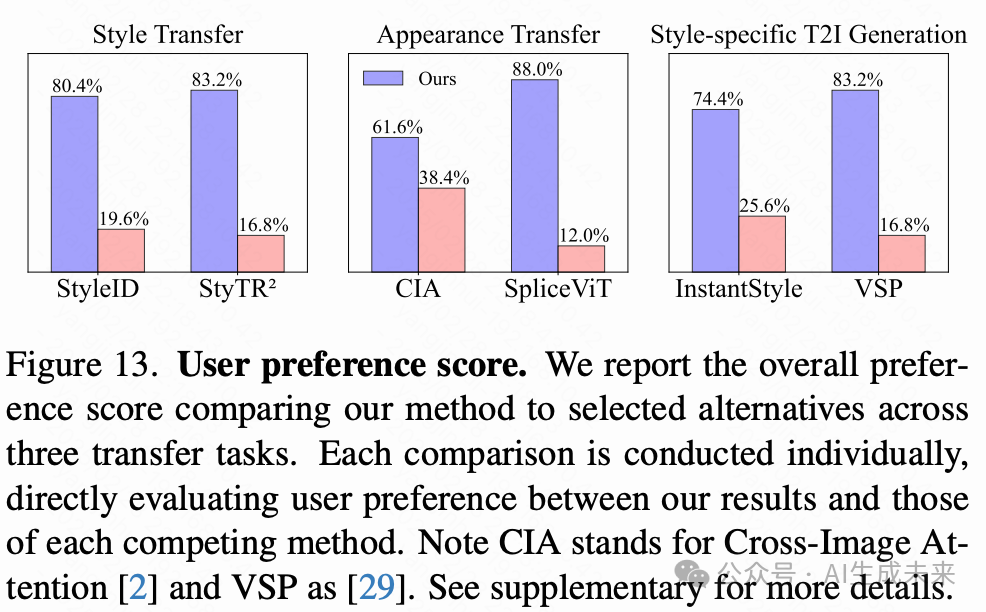 Style Transfer
80.4%
19.6%
83.2%
16.8%
StyleID
StyTR²
Appearance Transfer
Ours
61.6%
38.4%
88.0%
12.0%
CIA
SpliceViT
Style-specific T2I Generation
74.4%
25.6%
83.2%
16.8%
InstantStyle
VSP
Figure 13. User preference score. We report the overall prefer-
ence score comparing our method to selected alternatives across
three transfer tasks. Each comparison is conducted individually,
directly evaluating user preference between our results and those
of each competing method. Note CIA stands for Cross-Image At-
tention [2] and VSP as [29]. See supplementary for more details.
公众号 · AI生成未来